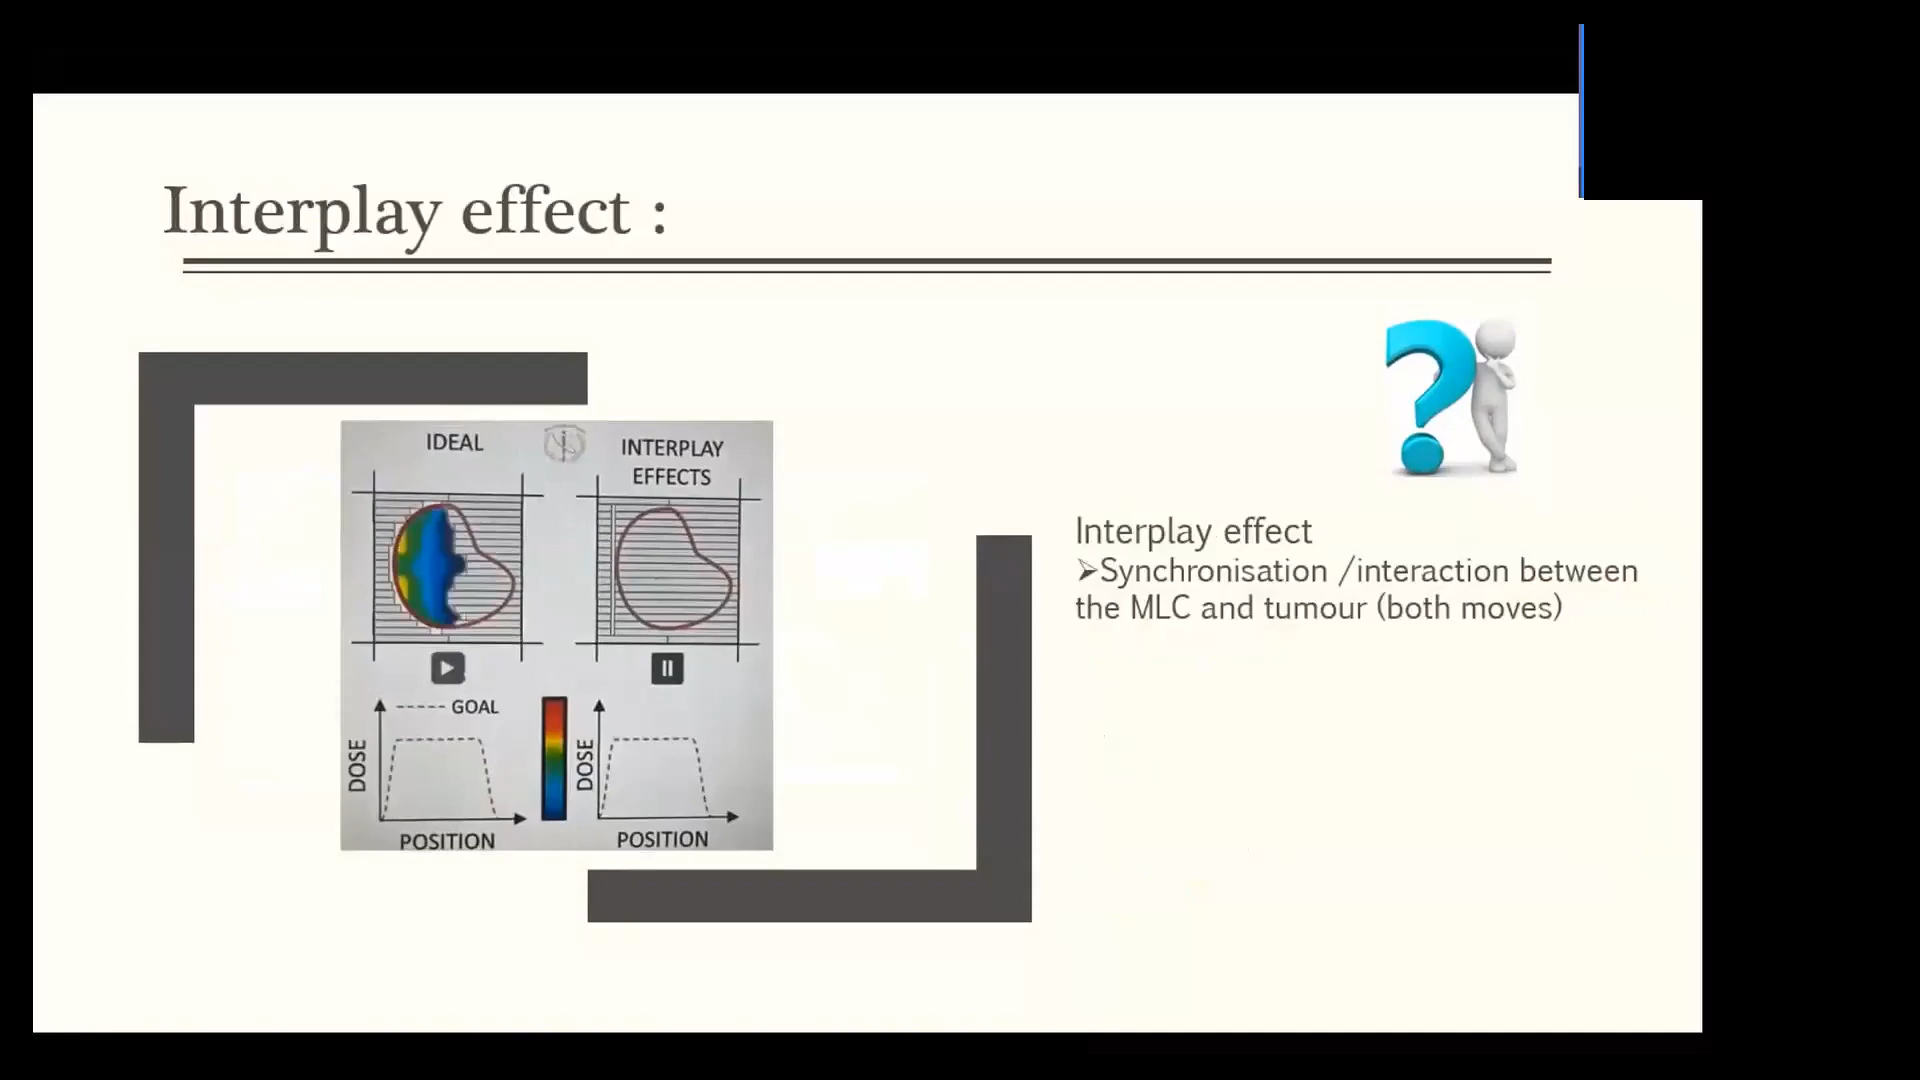 Interplay effect :
IDEAL
INTERPLAY
EFFECTS
GOAL
DOSE
POSITION
DOSE
POSITION
Interplay effect
➢Synchronisation /interaction between
the MLC and tumour (both moves)